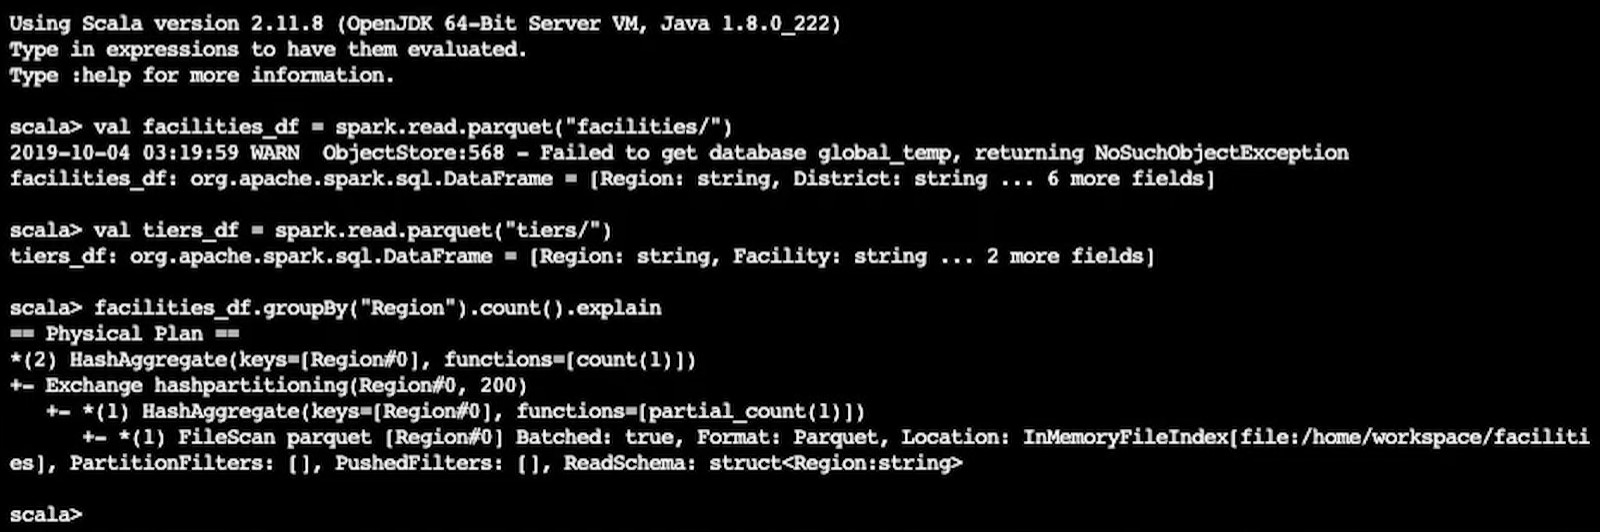 Using Scala version 2.11.8 (OpenJDK 64-Bit Server VM, Java 1.8.0_222)
Type in expressions to have them evaluated.
Type :help for more information.
scala> val facilities_df = spark.read.parquet("facilities/")
2019-10-04 03:19:59 WARN  ObjectStore:568 - Failed to get database global_temp, returning NoSuchObjectException
facilities_df: org.apache.spark.sql.DataFrame = [Region: string, District: string ... 6 more fields]
scala> val tiers_df = spark.read.parquet("tiers/")
tiers_df: org.apache.spark.sql.DataFrame = [Region: string, Facility: string ... 2 more fields]
scala> facilities_df.groupBy("Region").count().explain
== Physical Plan ==
*(2) HashAggregate(keys=[Region#0], functions=[count(1)])
+- Exchange hashpartitioning(Region#0, 200)
   +- *(1) HashAggregate(keys=[Region#0], functions=[partial_count(1)])
      +- *(1) FileScan parquet [Region#0] Batched: true, Format: Parquet, Location: InMemoryFileIndex[file:/home/workspace/faciliti
es], PartitionFilters: [], PushedFilters: [], ReadSchema: struct<Region:string>
scala>